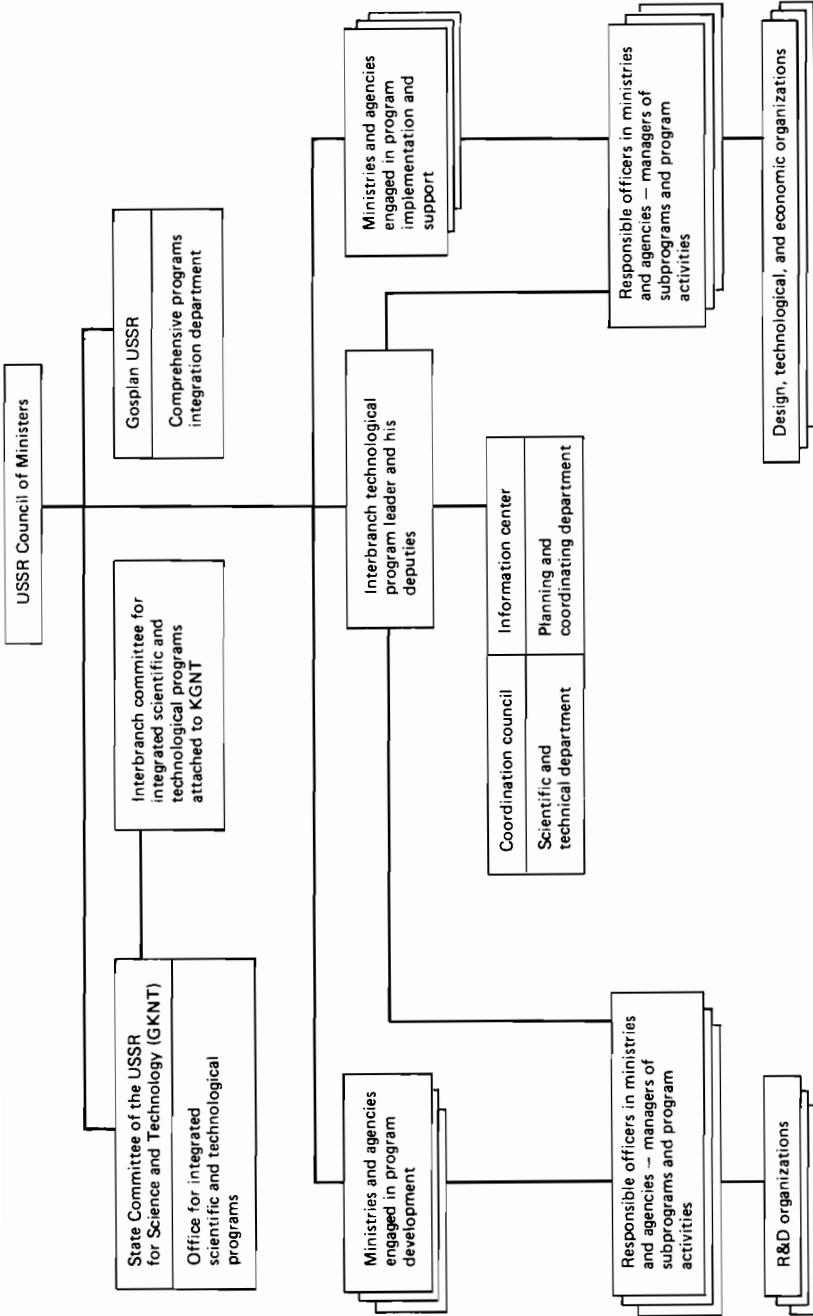 USSR Council of Ministers
State Committee of the USSR
for Science and Technology (GKNT)
Office for integrated
scientific and technological
programs
Interbranch committee for
integrated scientific and
technological programs
attached to KGNT
Gosplan USSR
Comprehensive programs
integration department
Ministries and agencies
engaged in program
development
Interbranch technological
program leader and his
deputies
Ministries and agencies
engaged in program
implementation and
support
Coordination council
Scientific and
technical department
Information center
Planning and
coordinating department
Responsible officers in ministries
and agencies — managers of
subprograms and program
activities
Responsible officers in ministries
and agencies — managers of
subprograms and program
activities
R&D organizations
Design, technological, and economic organizations